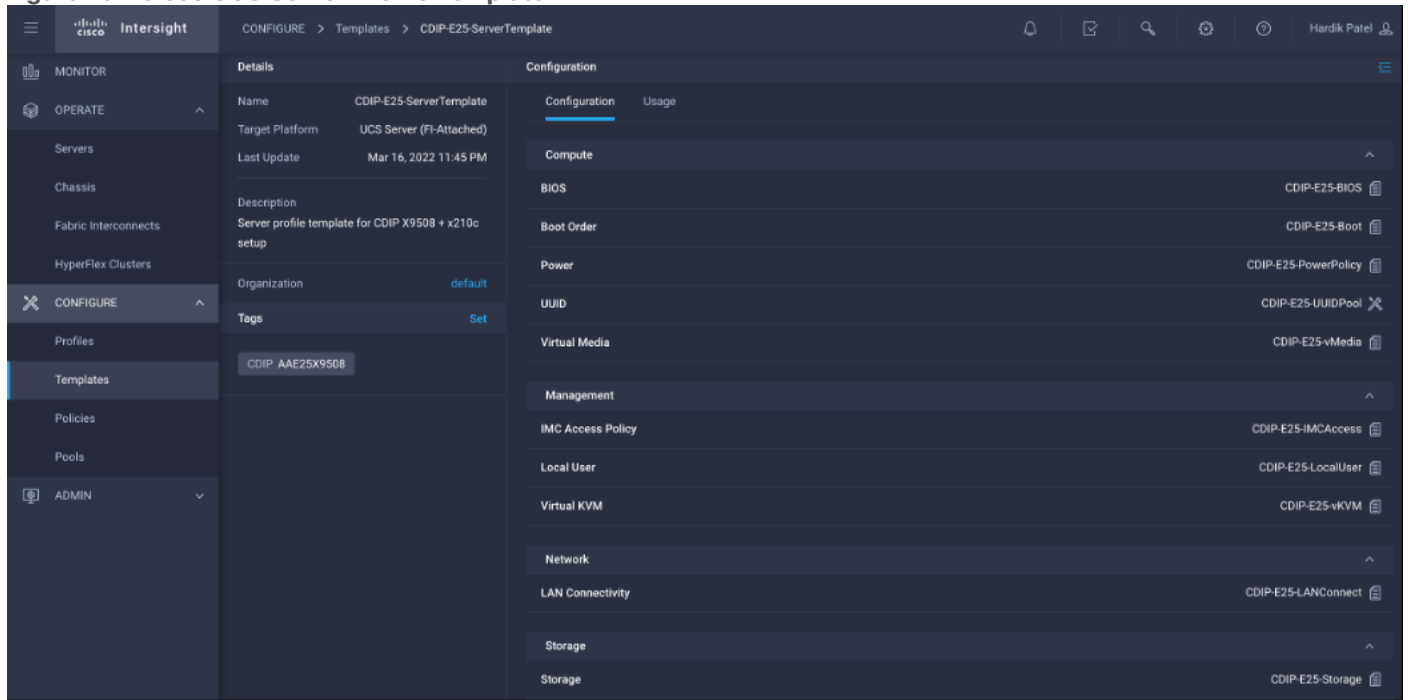 cisco Intersight
CONFIGURE > Templates > CDIP-E25-ServerTemplate
Hardik Patel
MONITOR
OPERATE
Servers
Chassis
Fabric Interconnects
HyperFlex Clusters
CONFIGURE
Profiles
Templates
Policies
Pools
ADMIN
Details
Name CDIP-E25-ServerTemplate
Target Platform UCS Server (FI-Attached)
Last Update Mar 16, 2022 11:45 PM
Description
Server profile template for CDIP X9508 + x210c
setup
Organization default
Tags Set
CDIP AAE25X9508
Configuration
Configuration Usage
Compute
BIOS CDIP-E25-BIOS
Boot Order CDIP-E25-Boot
Power CDIP-E25-PowerPolicy
UUID CDIP-E25-UUIDPool
Virtual Media CDIP-E25-vMedia
Management
IMC Access Policy CDIP-E25-IMCAccess
Local User CDIP-E25-LocalUser
Virtual KVM CDIP-E25-vKVM
Network
LAN Connectivity CDIP-E25-LANConnect
Storage
Storage CDIP-E25-Storage